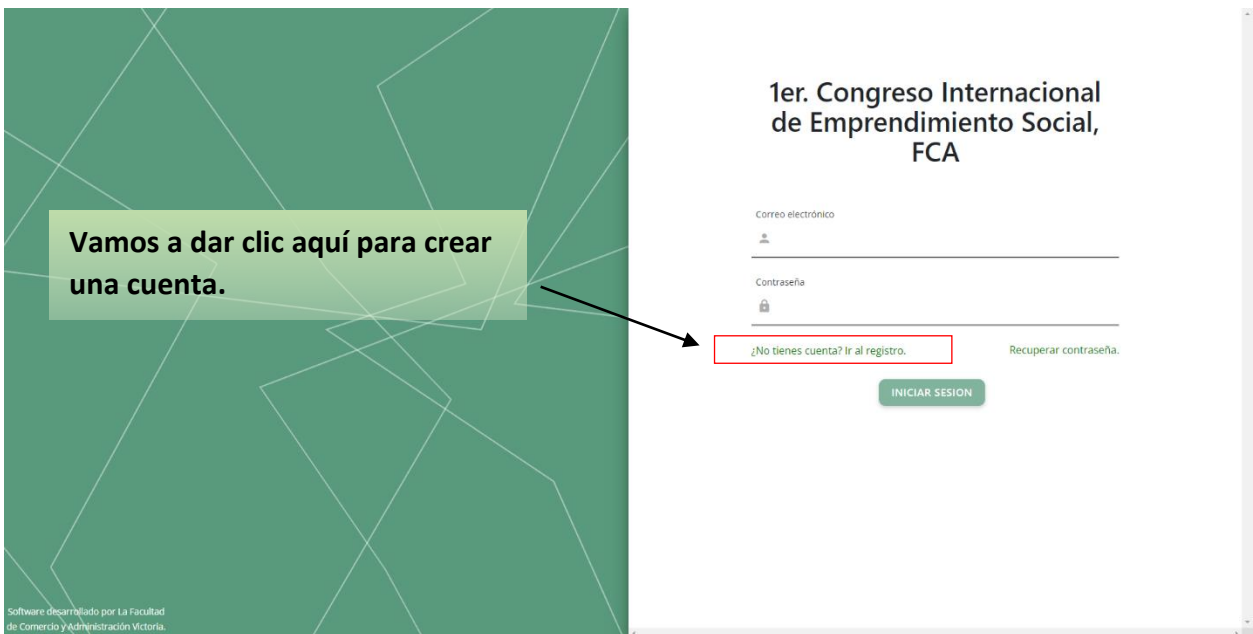 Vamos a dar clic aquí para crear
una cuenta.
Software desarrollado por La Facultad
de Comercio y Administración Victoria.
1er. Congreso Internacional
de Emprendimiento Social,
FCA
Correo electrónico
Contraseña
¿No tienes cuenta? Ir al registro.
Recuperar contraseña.
INICIAR SESION